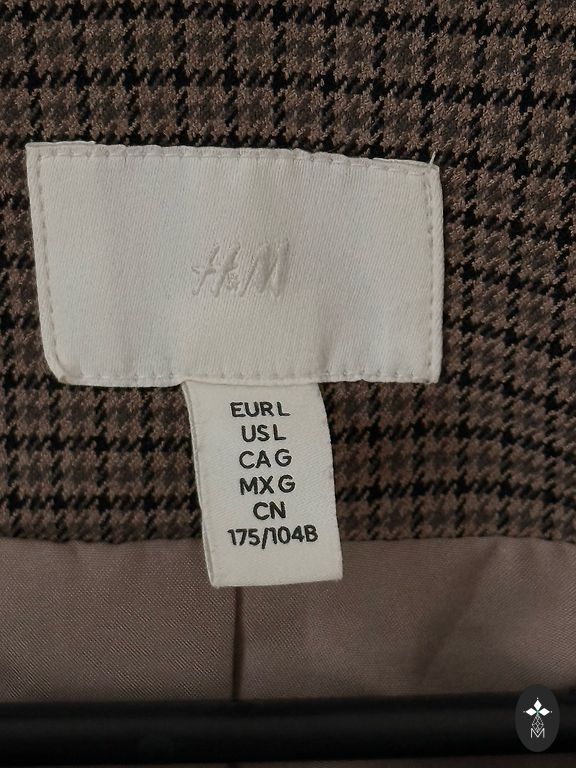 H&M
EUR L
US L
CA G
MX G
CN
175/104B
M